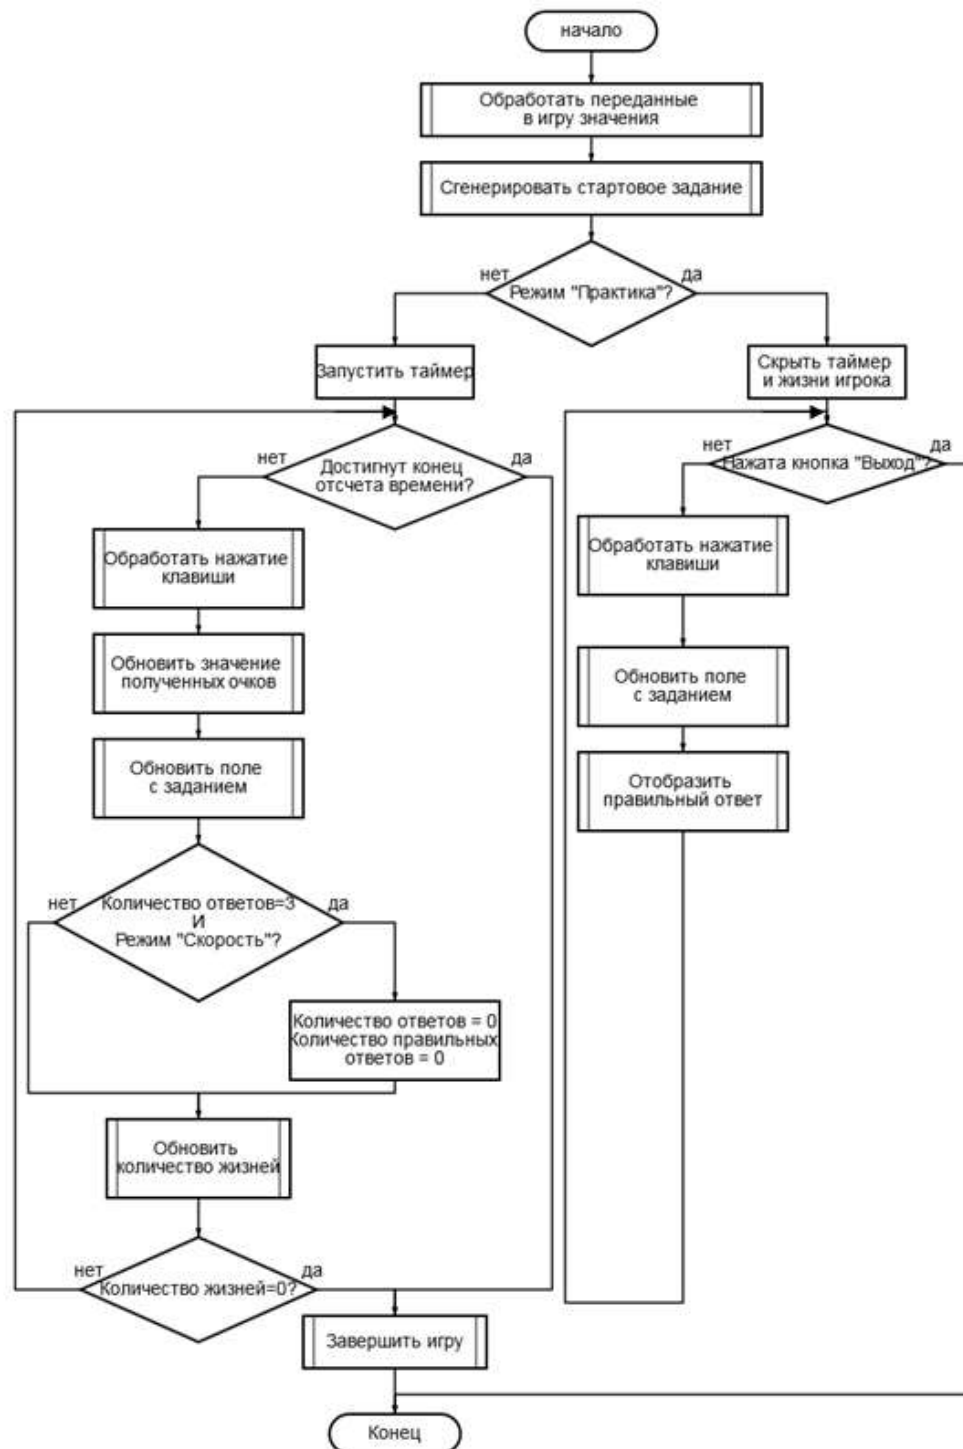 начало
Обработать переданные
в игру значения
Сгенерировать стартовое задание
нет
да
Режим "Практика"?
Запустить таймер
Скрыть таймер
и жизни игрока
нет
да
Достигнут конец
отсчета времени?
нет
да
Нажата кнопка "Выход"?
Обработать нажатие
клавиши
Обработать нажатие
клавиши
Обновить значение
полученных очков
Обновить поле
с заданием
Обновить поле
с заданием
Отобразить
правильный ответ
нет
да
Количество ответов=3
И
Режим "Скорость"?
Количество ответов = 0
Количество правильных
ответов = 0
Обновить
количество жизней
нет
да
Количество жизней=0?
Завершить игру
Конец